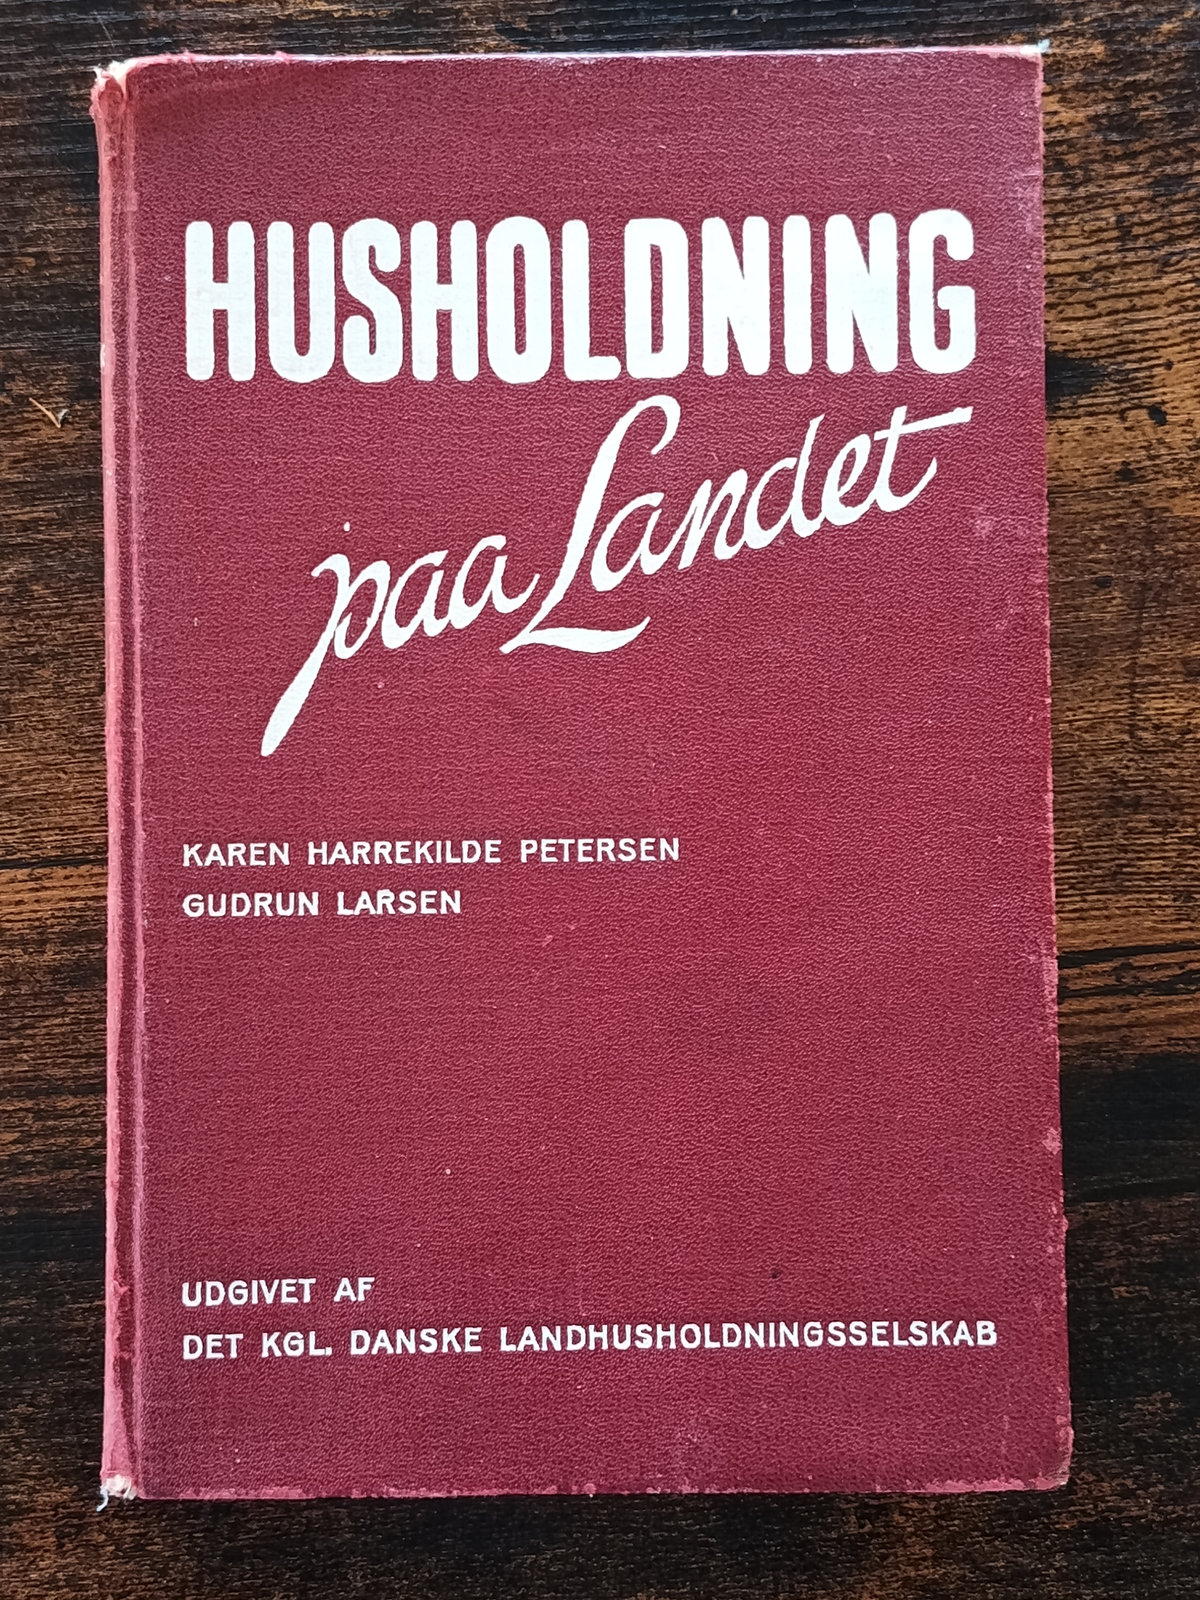 HUSHOLDNING
paa Landet
KAREN HARREKILDE PETERSEN
GUDRUN LARSEN
UDGIVET AF
DET KGL. DANSKE LANDHUSHOLDNINGSSELSKAB